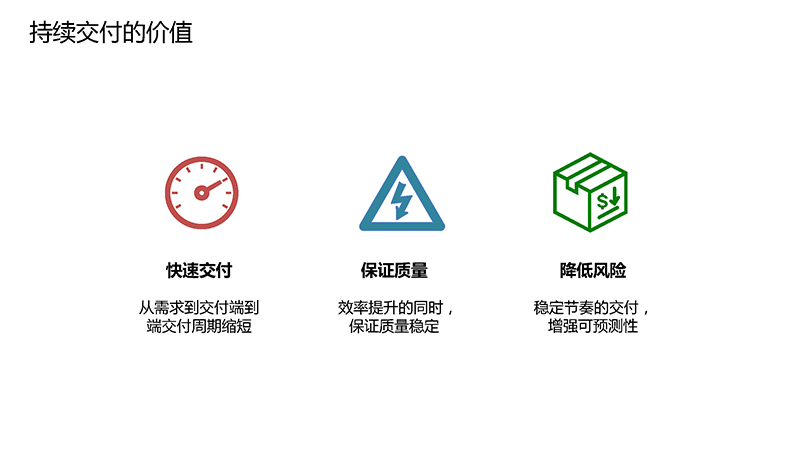 持续交付的价值
$
快速交付
保证质量
降低风险
从需求到交付端到
端交付周期缩短
效率提升的同时，
保证质量稳定
稳定节奏的交付，
增强可预测性